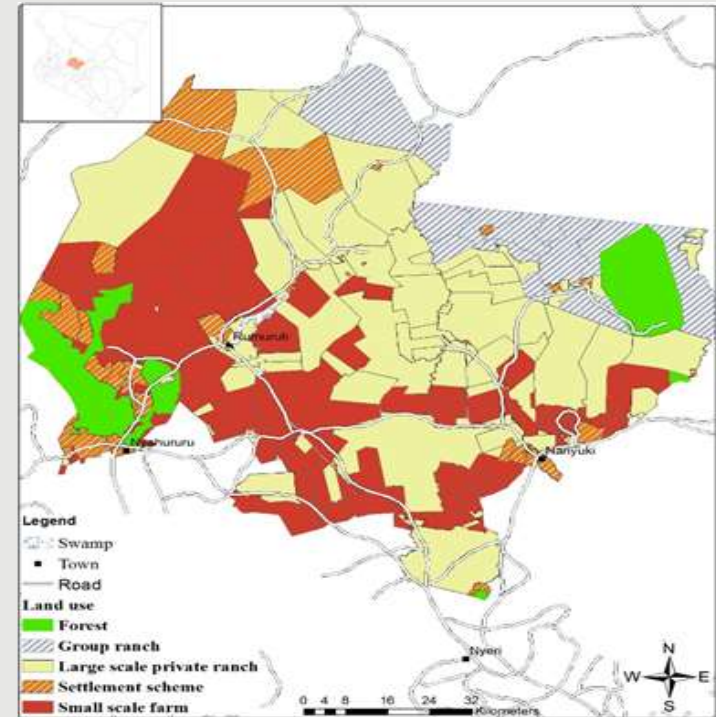 Rumuruti
Nyahururu
Nanyuki
Legend
Swamp
Town
Road
Land use
Forest
Group ranch
Large scale private ranch
Settlement scheme
Small scale farm
Nyeri
0 4 8 16 24 32
Kilometers
N
W E
S